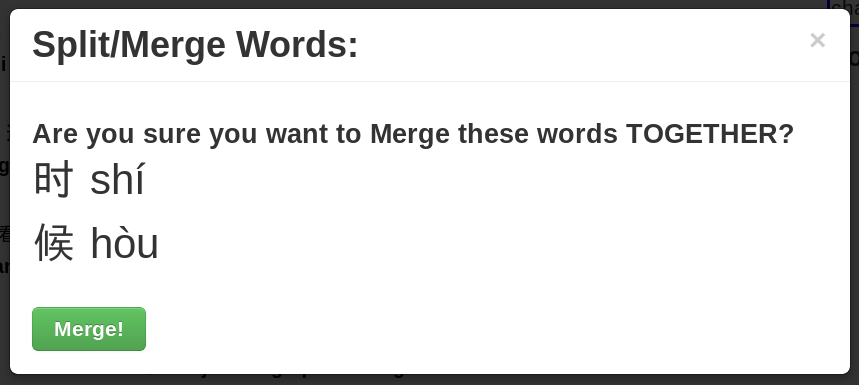 Split/Merge Words:
×
Are you sure you want to Merge these words TOGETHER?
时 shí
候 hòu
Merge!